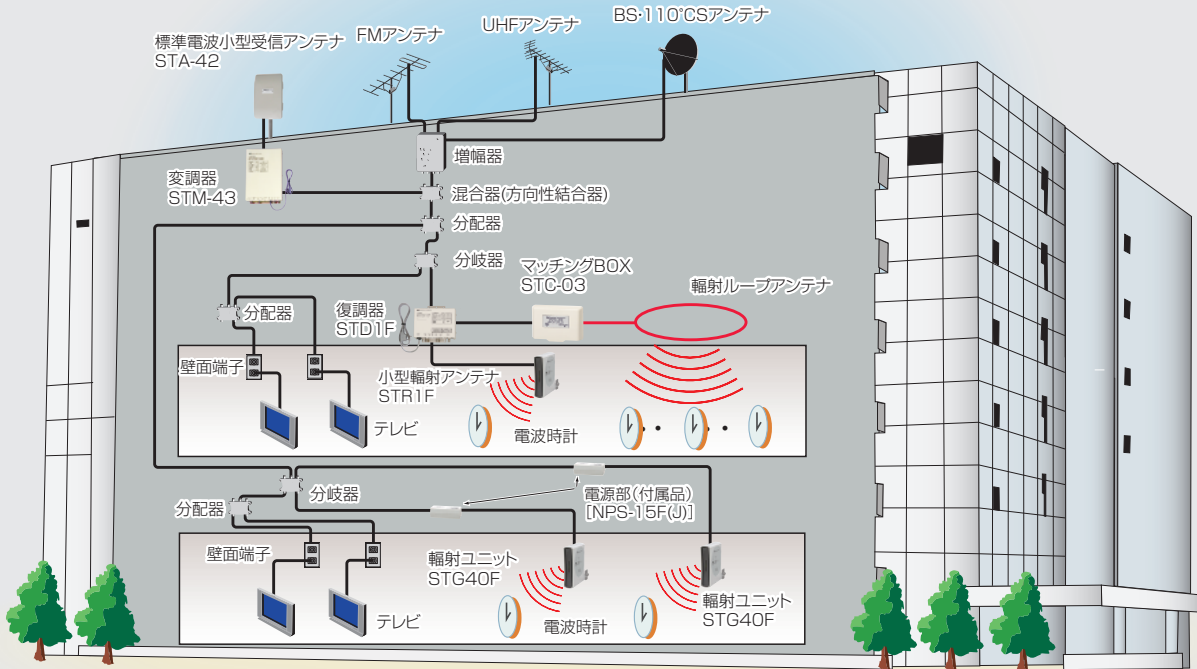 標準電波小型受信アンテナ
STA-42
FMアンテナ
UHFアンテナ
BS・110°CSアンテナ
増幅器
変調器
STM-43
混合器(方向性結合器)
分配器
分岐器
マッチングBOX
STC-03
輻射ループアンテナ
分配器
復調器
STD1F
壁面端子
小型輻射アンテナ
STR1F
テレビ
電波時計
分岐器
電源部(付属品)
[NPS-15F(J)]
分配器
壁面端子
輻射ユニット
STG40F
テレビ
電波時計
輻射ユニット
STG40F